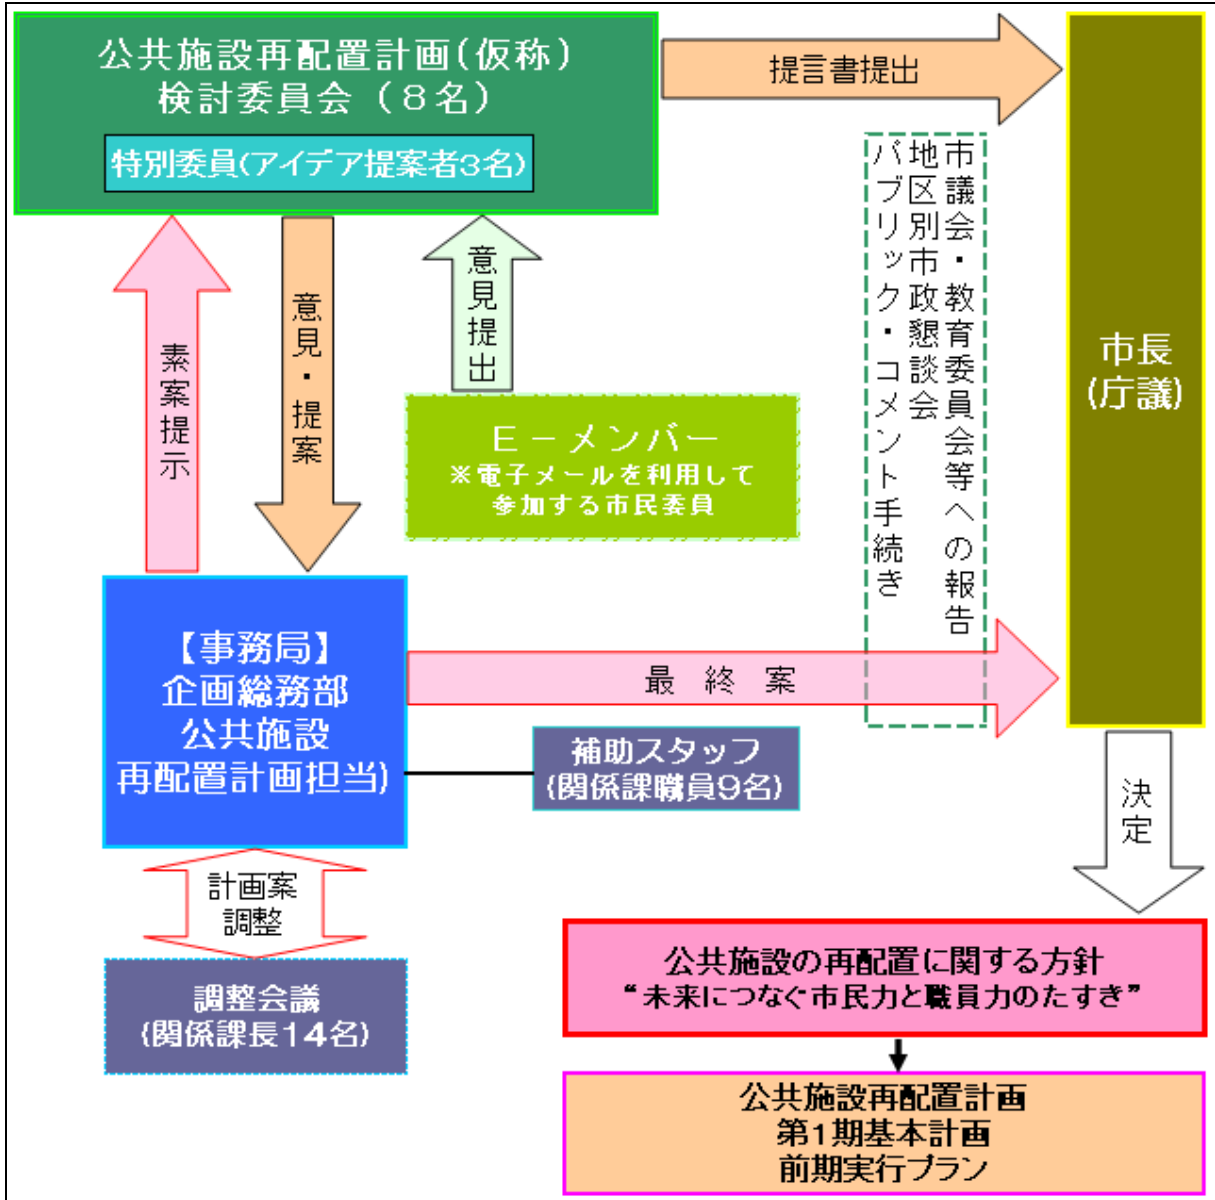 公共施設再配置計画(仮称)
検討委員会(8名)
特別委員(アイデア提案者3名)
提言書提出
市議会・教育委員会等への報告
地区別市政懇談会
パブリック・コメント手続き
市長
(庁議)
素案提示
意見・提案
意見提出
E-メンバー
※電子メールを利用して
参加する市民委員
【事務局】
企画総務部
公共施設
再配置計画担当)
最終案
補助スタッフ
(関係課職員9名)
決定
計画案
調整
調整会議
(関係課長14名)
公共施設の再配置に関する方針
“未来につなぐ市民力と職員力のたすき”
公共施設再配置計画
第1期基本計画
前期実行プラン